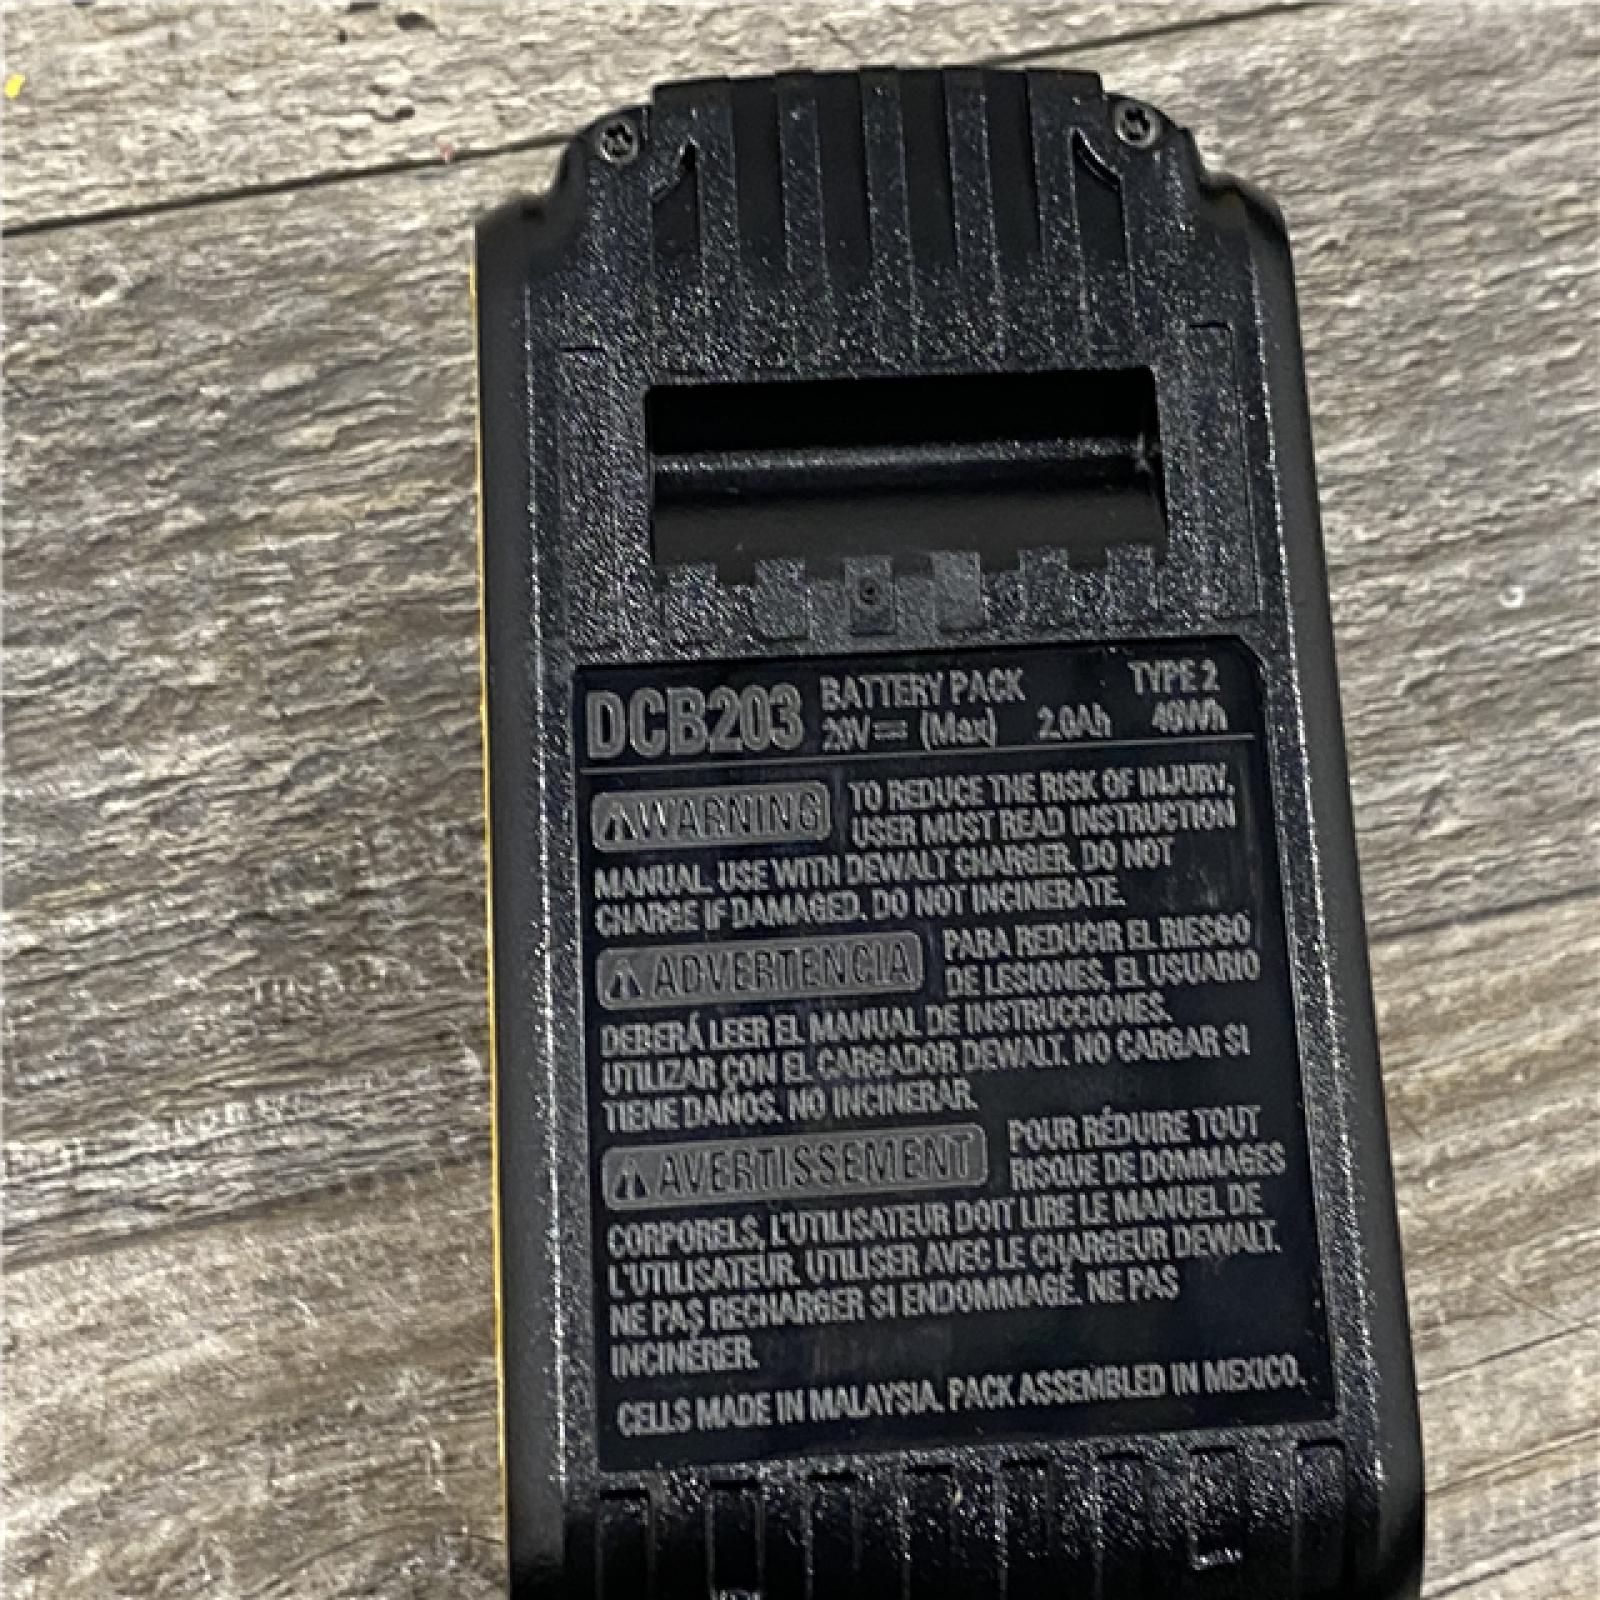 DCB203 BATTERY PACK TYPE 2
20V (Max) 2.0Ah 40Wh
WARNING TO REDUCE THE RISK OF INJURY,
USER MUST READ INSTRUCTION
MANUAL. USE WITH DEWALT CHARGER. DO NOT
CHARGE IF DAMAGED. DO NOT INCINERATE.
ADVERTENCIA PARA REDUCIR EL RIESGO
DE LESIONES, EL USUARIO
DEBERÁ LEER EL MANUAL DE INSTRUCCIONES.
UTILIZAR CON EL CARGADOR DEWALT. NO CARGAR SI
TIENE DAÑOS. NO INCINERAR.
AVERTISSEMENT POUR RÉDUIRE TOUT
RISQUE DE DOMMAGES
CORPORELS, L'UTILISATEUR DOIT LIRE LE MANUEL DE
L'UTILISATEUR. UTILISER AVEC LE CHARGEUR DEWALT.
NE PAS RECHARGER SI ENDOMMAGÉ. NE PAS
INCINÉRER.
CELLS MADE IN MALAYSIA. PACK ASSEMBLED IN MEXICO.